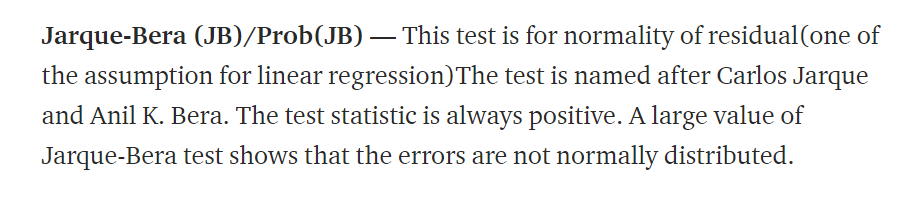 Jarque-Bera (JB)/Prob(JB) — This test is for normality of residual(one of
the assumption for linear regression)The test is named after Carlos Jarque
and Anil K. Bera. The test statistic is always positive. A large value of
Jarque-Bera test shows that the errors are not normally distributed.